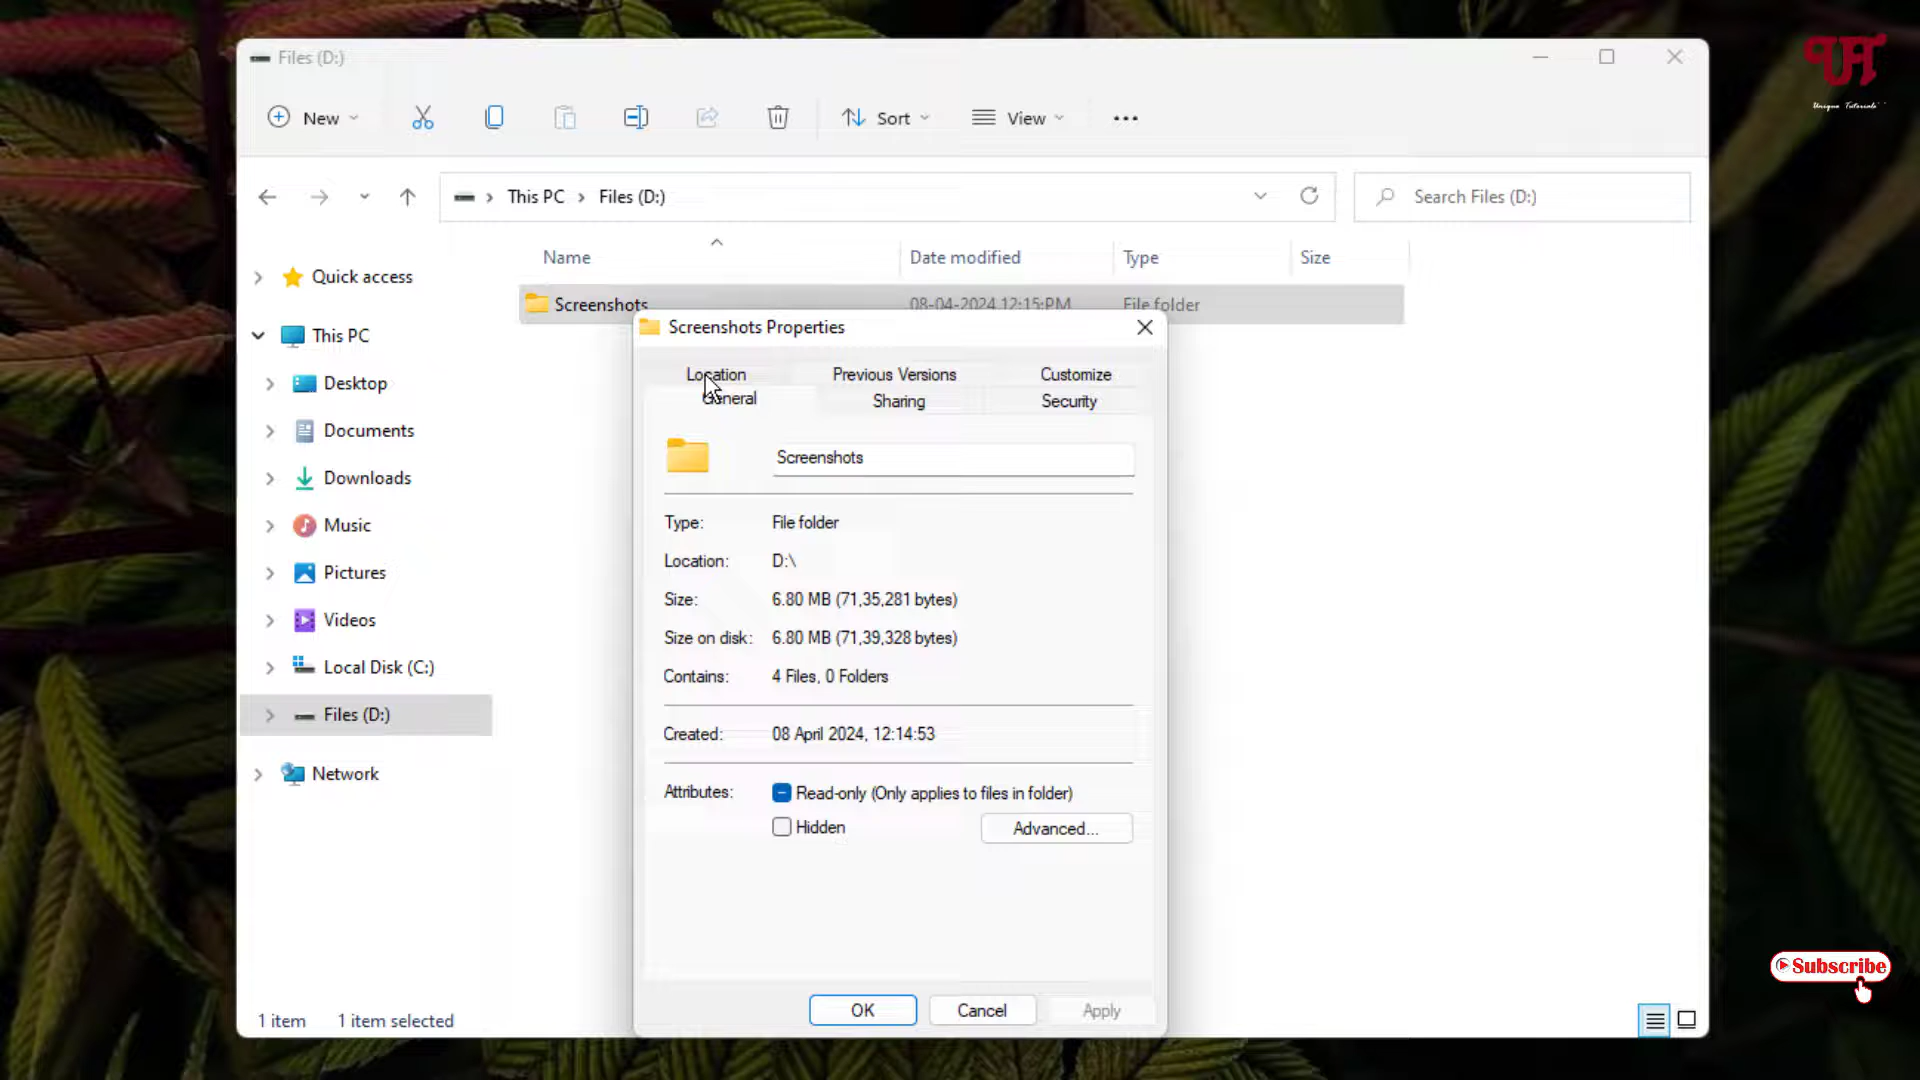 Files (D:)
New
Sort
View
This PC
Files (D:)
Search Files (D:)
Name
Date modified
Type
Size
Quick access
Screenshots
08-04-2024 12:15:PM
File folder
This PC
Desktop
Documents
Downloads
Music
Pictures
Videos
Local Disk (C:)
Files (D:)
Network
1 item
1 item selected
Screenshots Properties
Location
Previous Versions
Customize
General
Sharing
Security
Screenshots
Type: File folder
Location: D:\
Size: 6.80 MB (71,35,281 bytes)
Size on disk: 6.80 MB (71,39,328 bytes)
Contains: 4 Files, 0 Folders
Created: 08 April 2024, 12:14:53
Attributes:
Read-only (Only applies to files in folder)
Hidden
Advanced...
OK
Cancel
Apply
UT
Unique Tutorials
Subscribe